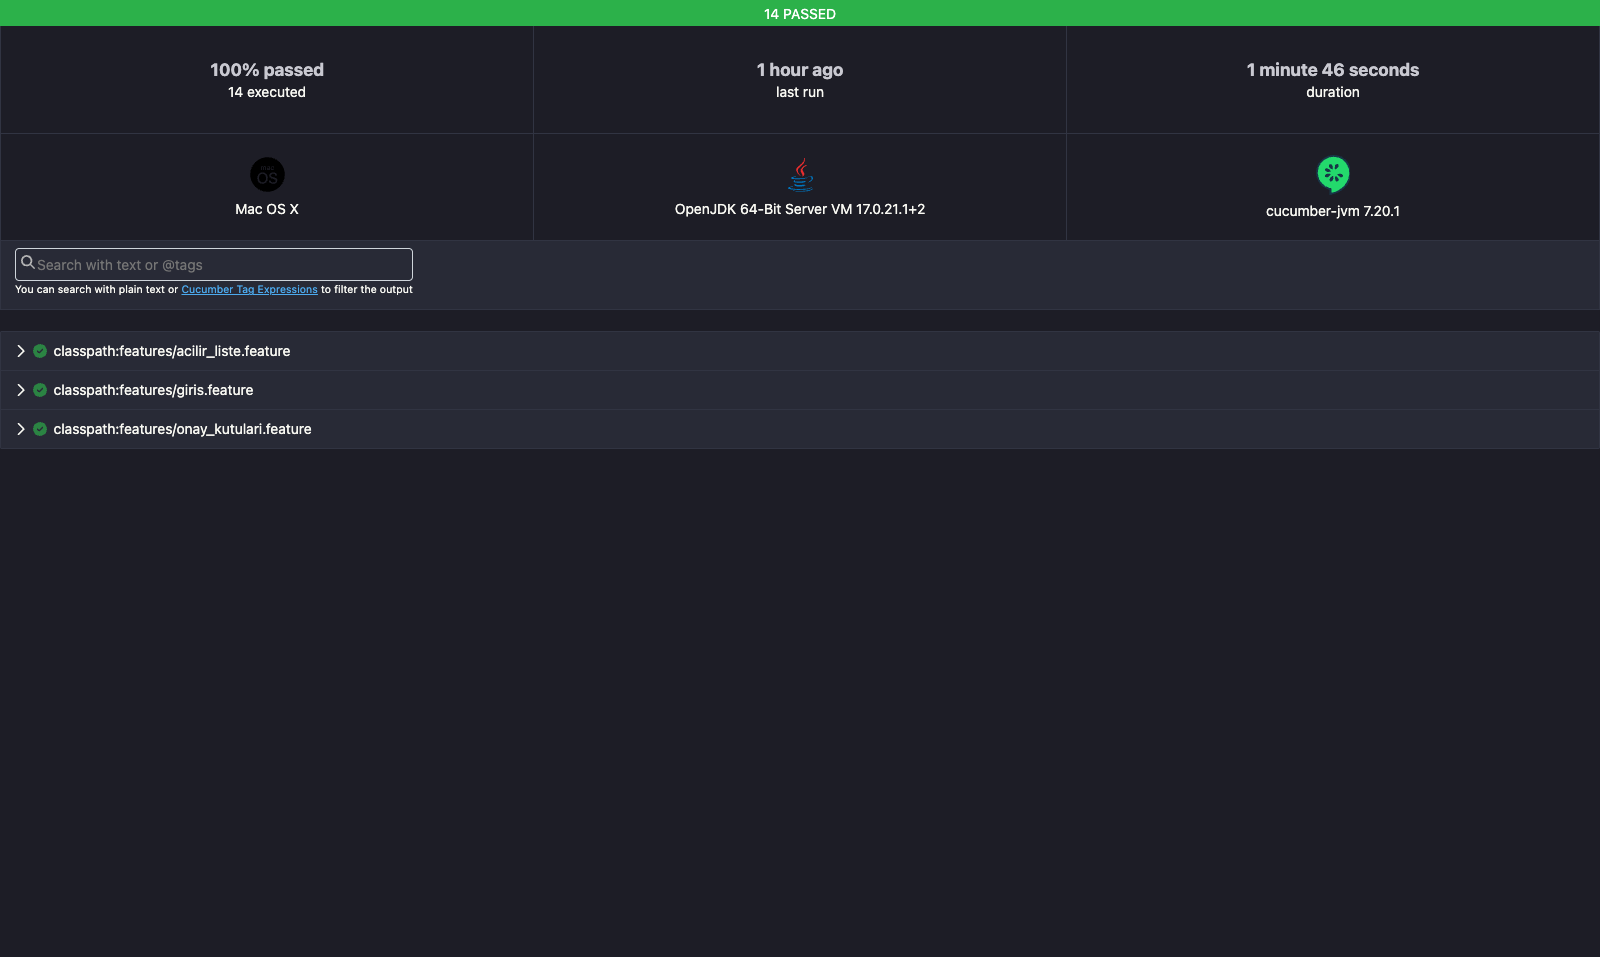 14 PASSED
100% passed
14 executed
1 hour ago
last run
1 minute 46 seconds
duration
OS
Mac OS X
OpenJDK 64-Bit Server VM 17.0.21.1+2
cucumber-jvm 7.20.1
Search with text or @tags
You can search with plain text or Cucumber Tag Expressions to filter the output
classpath:features/acilir_liste.feature
classpath:features/giris.feature
classpath:features/onay_kutulari.feature